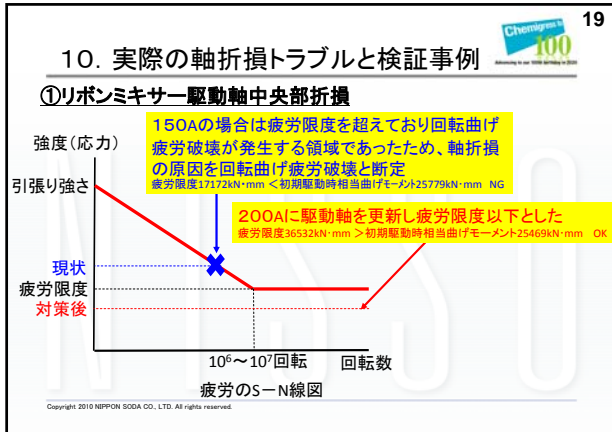 19
Chemigress to
100
Advancing to our 100th birthday in 2020
10. 実際の軸折損トラブルと検証事例
①リボンミキサー駆動軸中央部折損
150Aの場合は疲労限度を超えており回転曲げ
疲労破壊が発生する領域であったため、軸折損
の原因を回転曲げ疲労破壊と断定
疲労限度17172kN・mm <初期駆動時相当曲げモーメント25779kN・mm NG
強度(応力)
引張り強さ
200Aに駆動軸を更新し疲労限度以下とした
疲労限度36532kN・mm >初期駆動時相当曲げモーメント25469kN・mm OK
現状
疲労限度
対策後
10⁶~10⁷回転
回転数
疲労のS-N線図
NISSO
Copyright 2010 NIPPON SODA CO., LTD. All rights reserved.